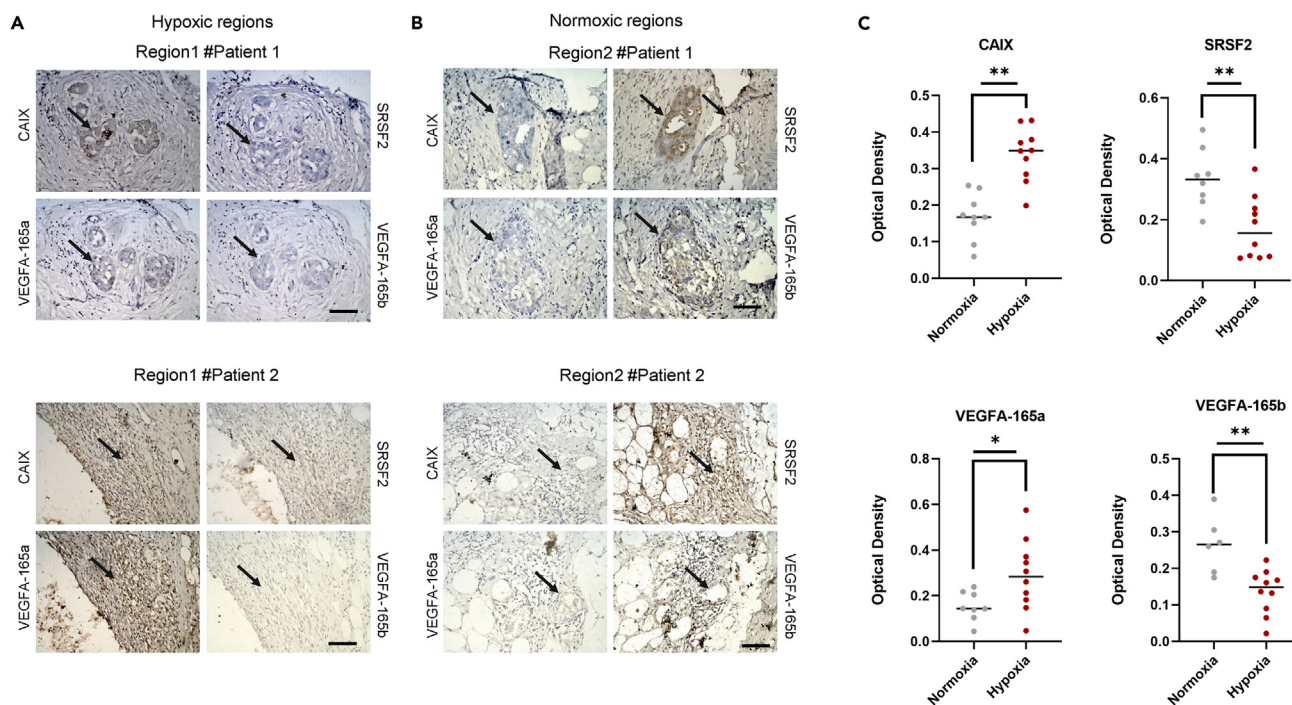 A
Hypoxic regions
Region1 #Patient 1
CAIX
SRSF2
VEGFA-165a
VEGFA-165b
Region1 #Patient 2
CAIX
SRSF2
VEGFA-165a
VEGFA-165b
B
Normoxic regions
Region2 #Patient 1
CAIX
SRSF2
VEGFA-165a
VEGFA-165b
Region2 #Patient 2
CAIX
SRSF2
VEGFA-165a
VEGFA-165b
C
CAIX
**
Optical Density
0.5
0.4
0.3
0.2
0.1
0.0
Normoxia
Hypoxia
SRSF2
**
Optical Density
0.6
0.4
0.2
0.0
Normoxia
Hypoxia
VEGFA-165a
*
Optical Density
0.8
0.6
0.4
0.2
0.0
Normoxia
Hypoxia
VEGFA-165b
**
Optical Density
0.5
0.4
0.3
0.2
0.1
0.0
Normoxia
Hypoxia